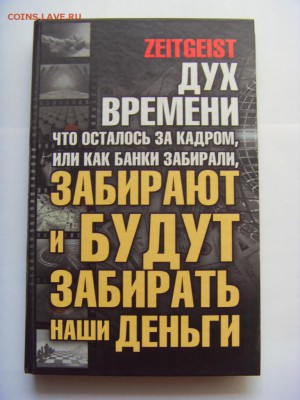 COINS.LAVE.RU
ZEITGEIST
ДУХ
ВРЕМЕНИ
ЧТО ОСТАЛОСЬ ЗА КАДРОМ,
ИЛИ КАК БАНКИ ЗАБИРАЛИ,
ЗАБИРАЮТ
И БУДУТ
ЗАБИРАТЬ
НАШИ ДЕНЬГИ